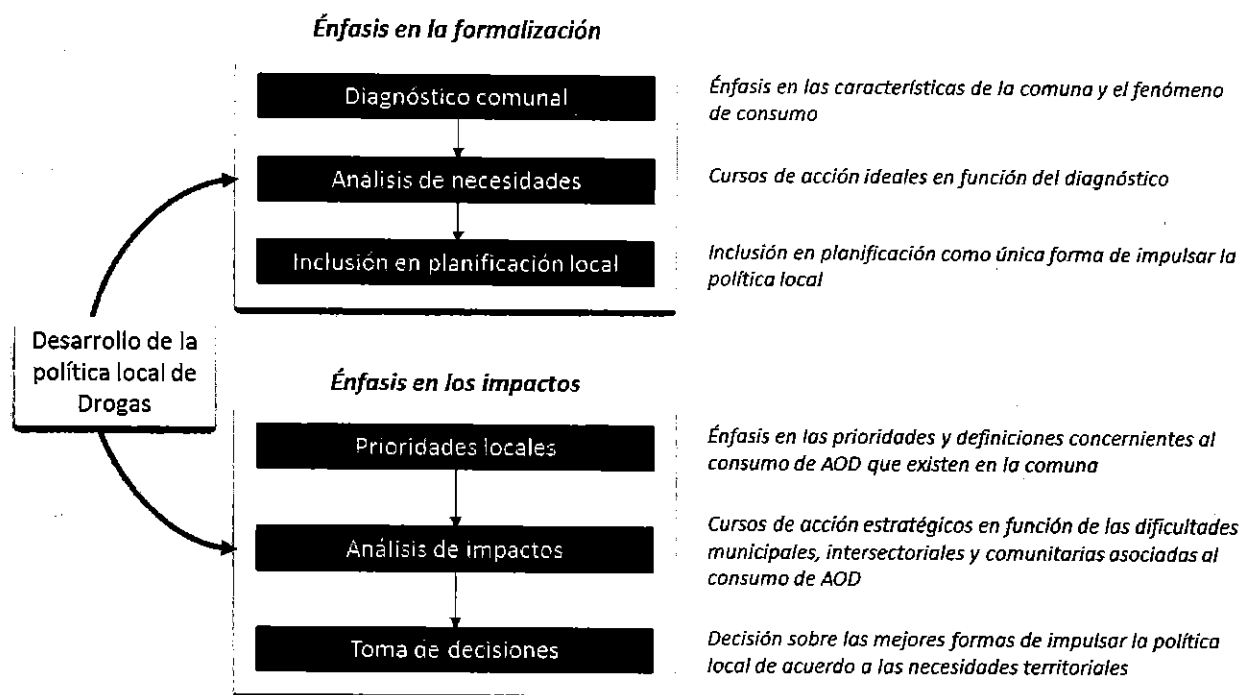 Énfasis en la formalización
Diagnóstico comunal
Énfasis en las características de la comuna y el fenómeno
de consumo
Análisis de necesidades
Cursos de acción ideales en función del diagnóstico
Inclusión en planificación local
Inclusión en planificación como única forma de impulsar la
política local
Desarrollo de la
política local de
Drogas
Énfasis en los impactos
Prioridades locales
Énfasis en las prioridades y definiciones concernientes al
consumo de AOD que existen en la comuna
Análisis de impactos
Cursos de acción estratégicos en función de las dificultades
municipales, intersectoriales y comunitarias asociadas al
consumo de AOD
Toma de decisiones
Decisión sobre las mejores formas de impulsar la política
local de acuerdo a las necesidades territoriales